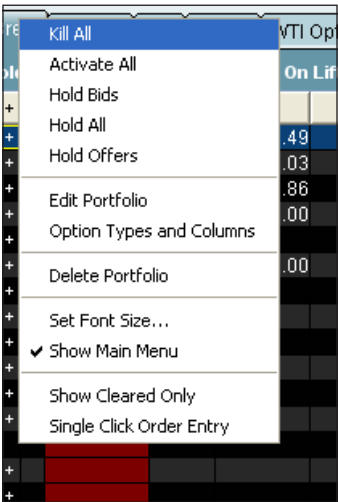 Kill All
VTI Opt
Activate All
On Lif
Hold Bids
+
Hold All
+ .49
Hold Offers
+ .03
+ .86
Edit Portfolio
+ .00
Option Types and Columns
+
+ .00
Delete Portfolio
+
Set Font Size...
+
✓ Show Main Menu
+
+
Show Cleared Only
+
Single Click Order Entry
+
+
+